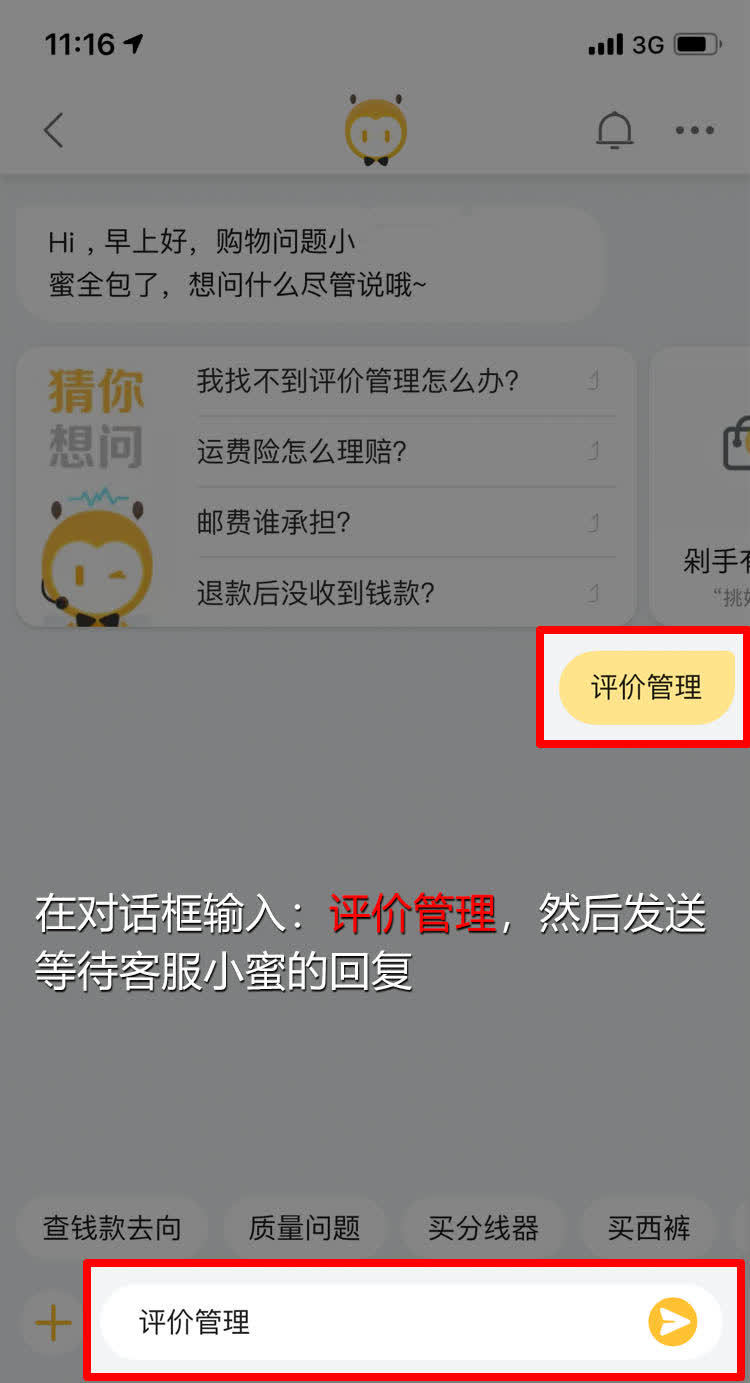 11:16
3G
Hi，早上好，购物问题小
蜜全包了，想问什么尽管说哦~
猜你
想问
我找不到评价管理怎么办?
运费险怎么理赔?
邮费谁承担?
退款后没收到钱款?
剁手有
“挑
评价管理
在对话框输入：评价管理，然后发送
等待客服小蜜的回复
查钱款去向
质量问题
买分线器
买西裤
评价管理